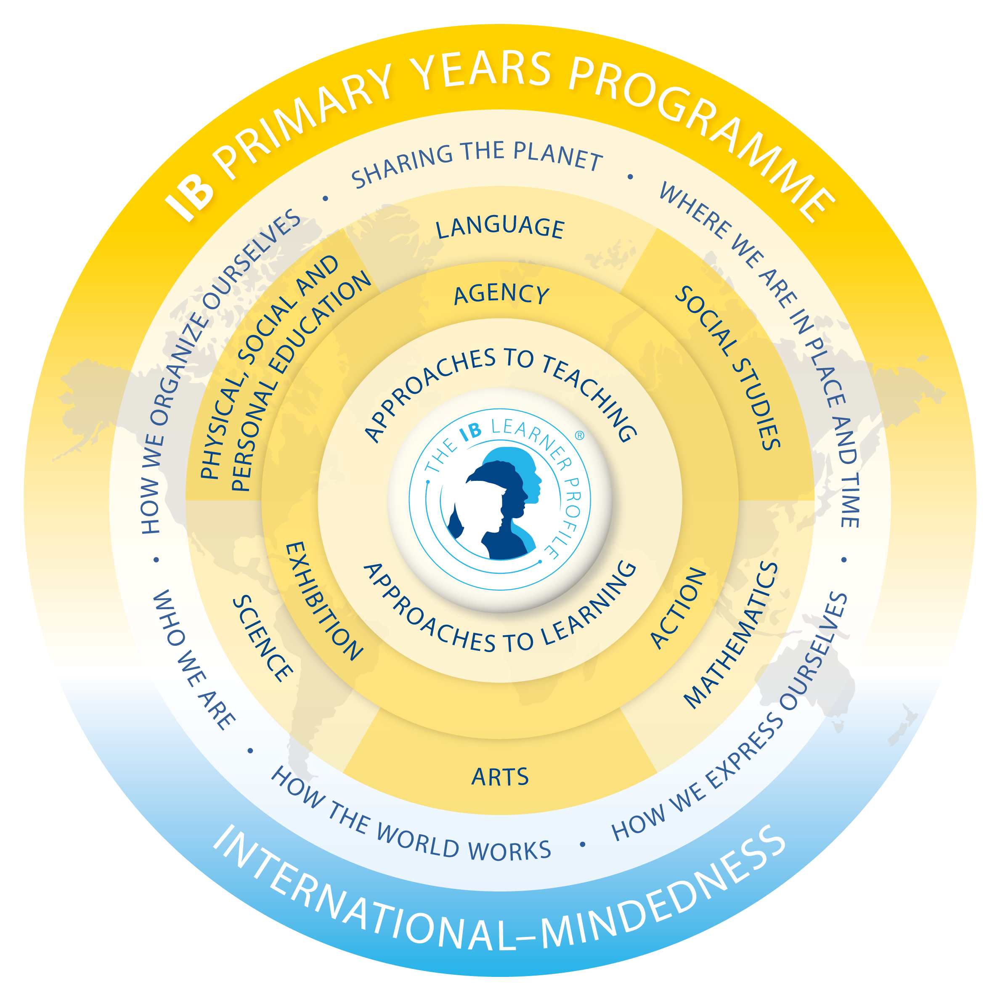 IB PRIMARY YEARS PROGRAMME
SHARING THE PLANET
•
WHERE WE ARE IN PLACE AND TIME
•
HOW WE EXPRESS OURSELVES
•
HOW THE WORLD WORKS
•
WHO WE ARE
•
HOW WE ORGANIZE OURSELVES
•
LANGUAGE
SOCIAL STUDIES
MATHEMATICS
ARTS
SCIENCE
PHYSICAL, SOCIAL AND
PERSONAL EDUCATION
AGENCY
ACTION
EXHIBITION
APPROACHES TO TEACHING
THE IB LEARNER PROFILE
®
APPROACHES TO LEARNING
INTERNATIONAL–MINDEDNESS